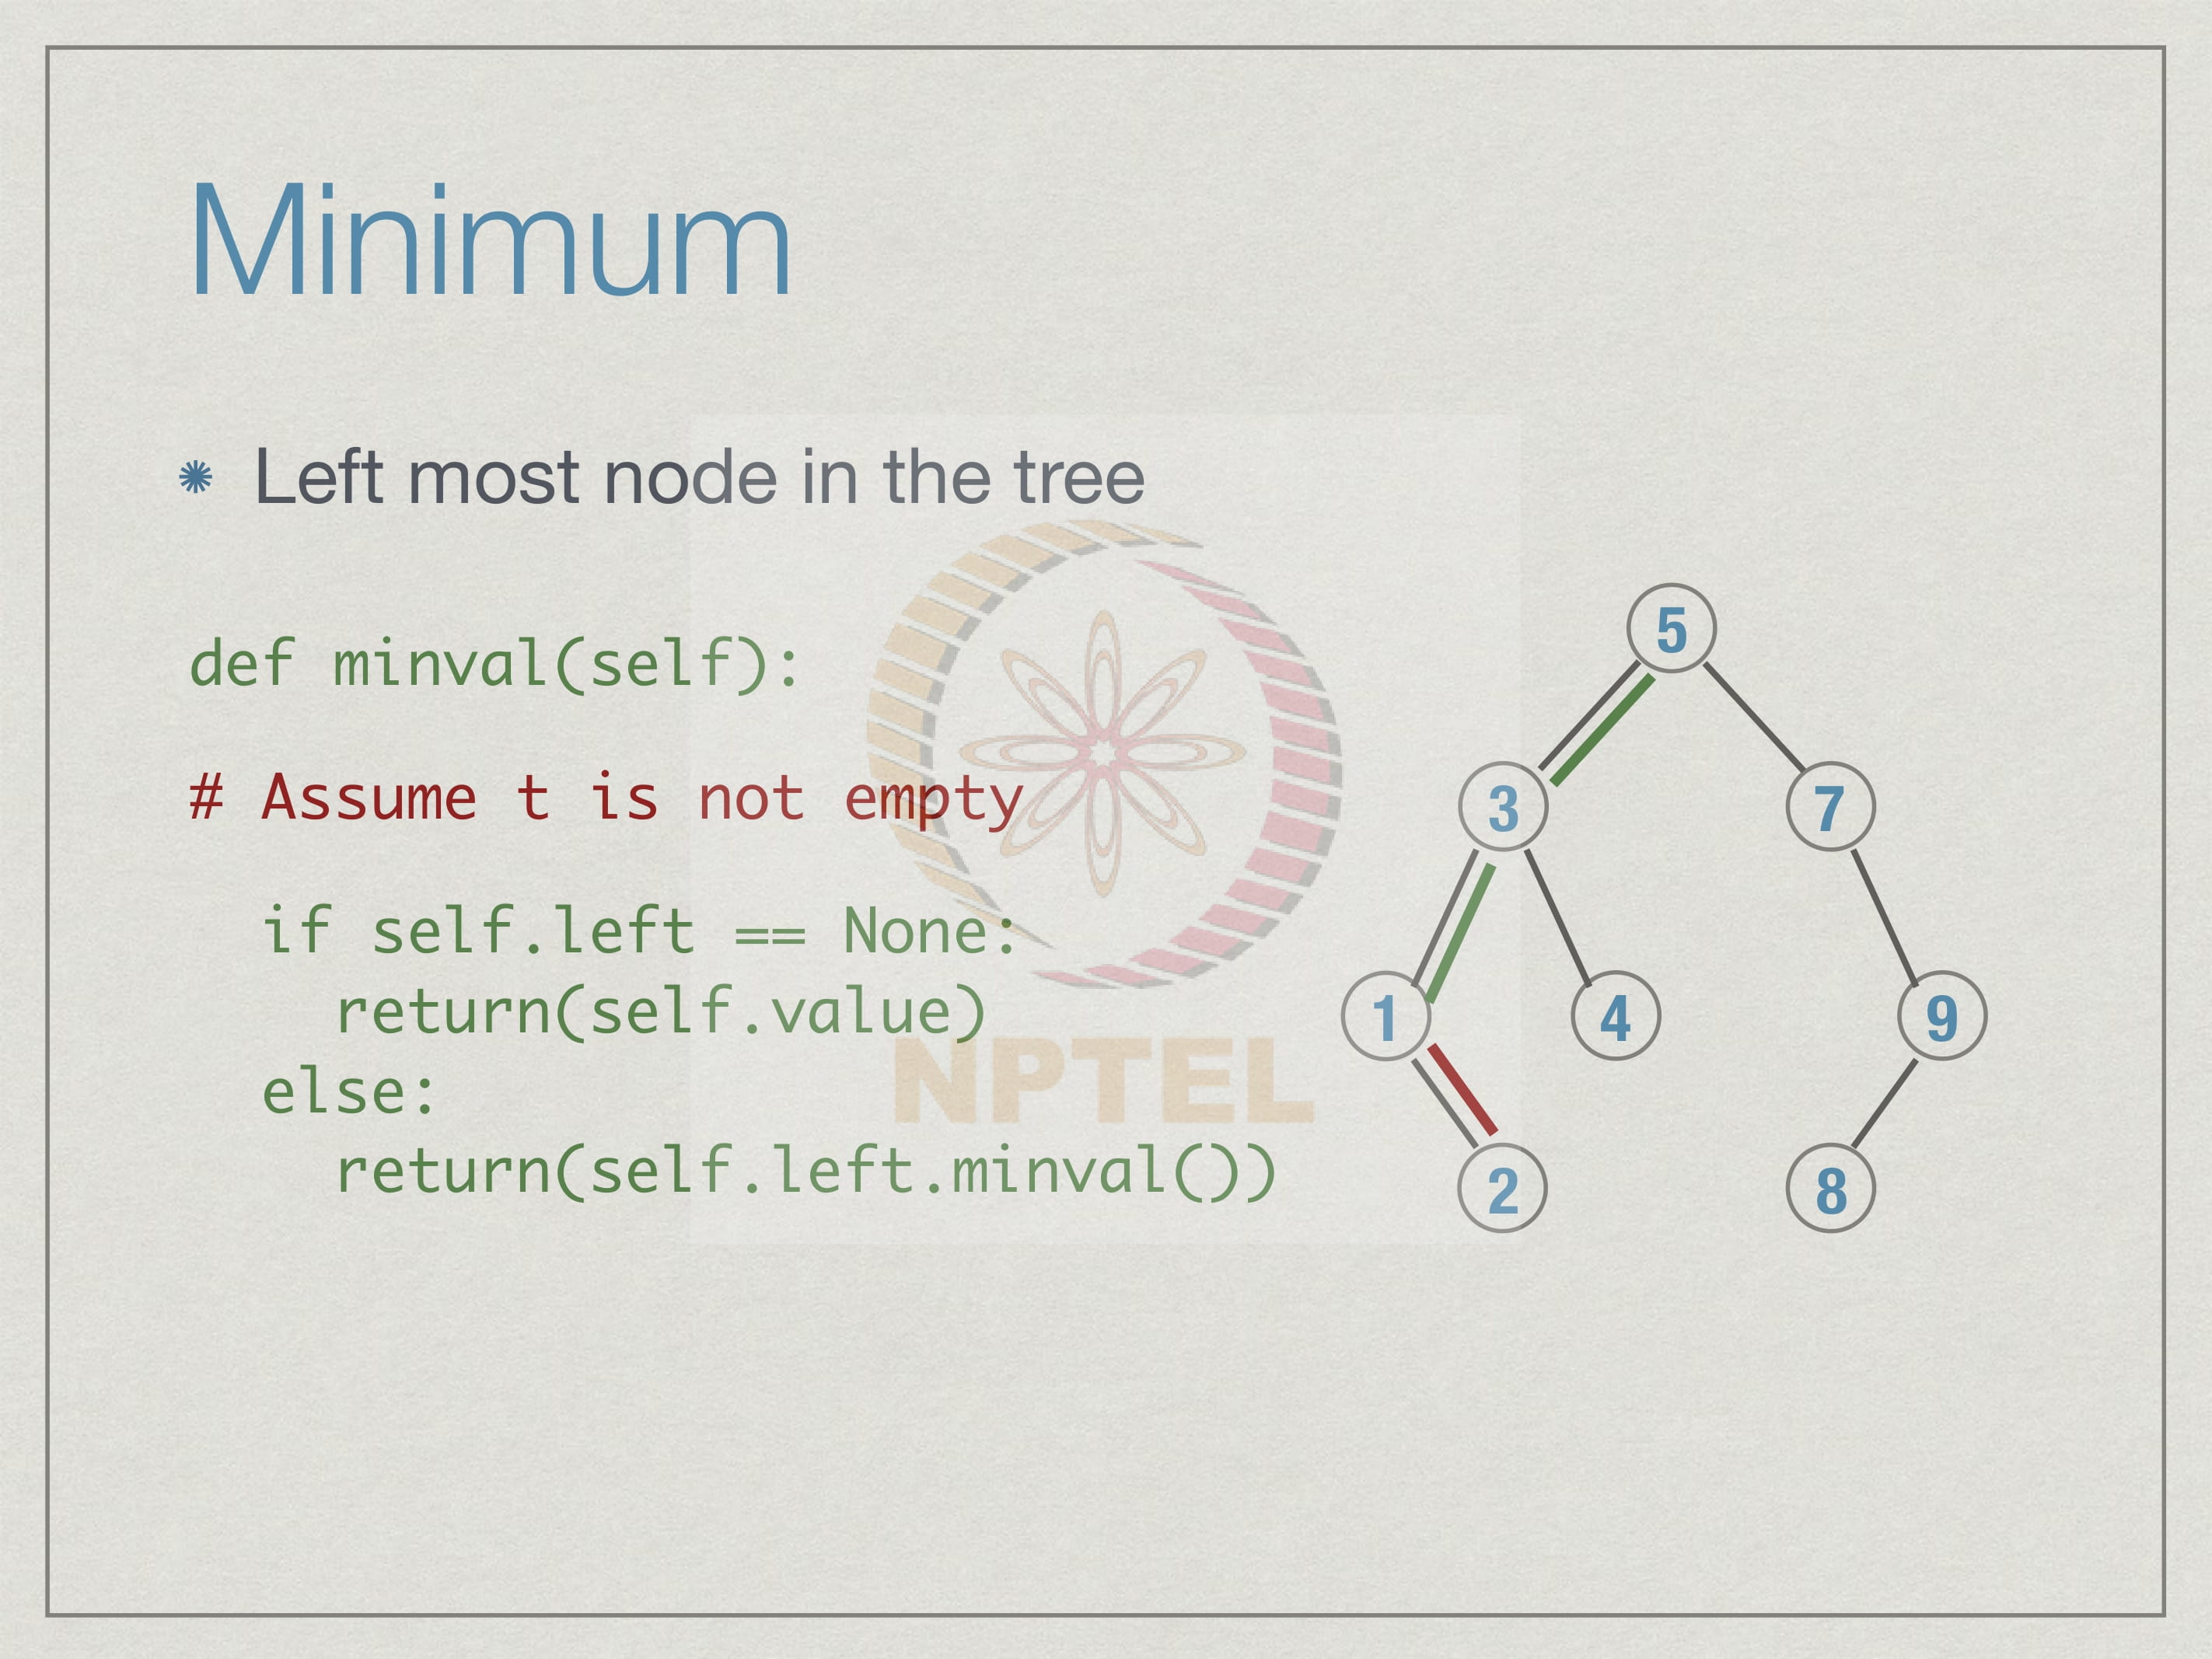 Minimum
Left most node in the tree
def minval(self):
# Assume t is not empty
if self.left == None:
return(self.value)
else:
return(self.left.minval())
NPTEL
5
3 7
1 4 9
2 8